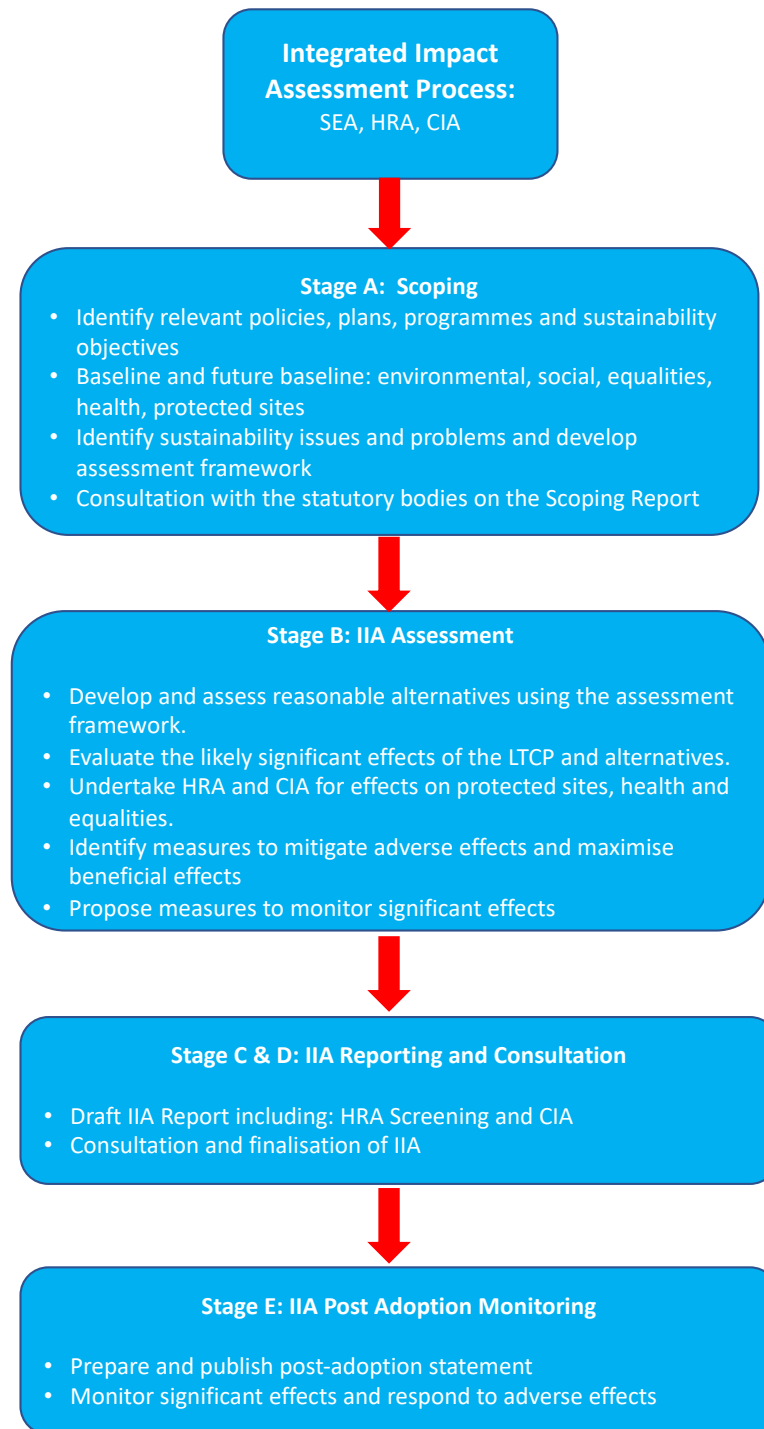 Integrated Impact
Assessment Process:
SEA, HRA, CIA
Stage A:  Scoping
• Identify relevant policies, plans, programmes and sustainability
objectives
• Baseline and future baseline: environmental, social, equalities,
health, protected sites
• Identify sustainability issues and problems and develop
assessment framework
• Consultation with the statutory bodies on the Scoping Report
Stage B: IIA Assessment
• Develop and assess reasonable alternatives using the assessment
framework.
• Evaluate the likely significant effects of the LTCP and alternatives.
• Undertake HRA and CIA for effects on protected sites, health and
equalities.
• Identify measures to mitigate adverse effects and maximise
beneficial effects
• Propose measures to monitor significant effects
Stage C & D: IIA Reporting and Consultation
• Draft IIA Report including: HRA Screening and CIA
• Consultation and finalisation of IIA
Stage E: IIA Post Adoption Monitoring
• Prepare and publish post-adoption statement
• Monitor significant effects and respond to adverse effects